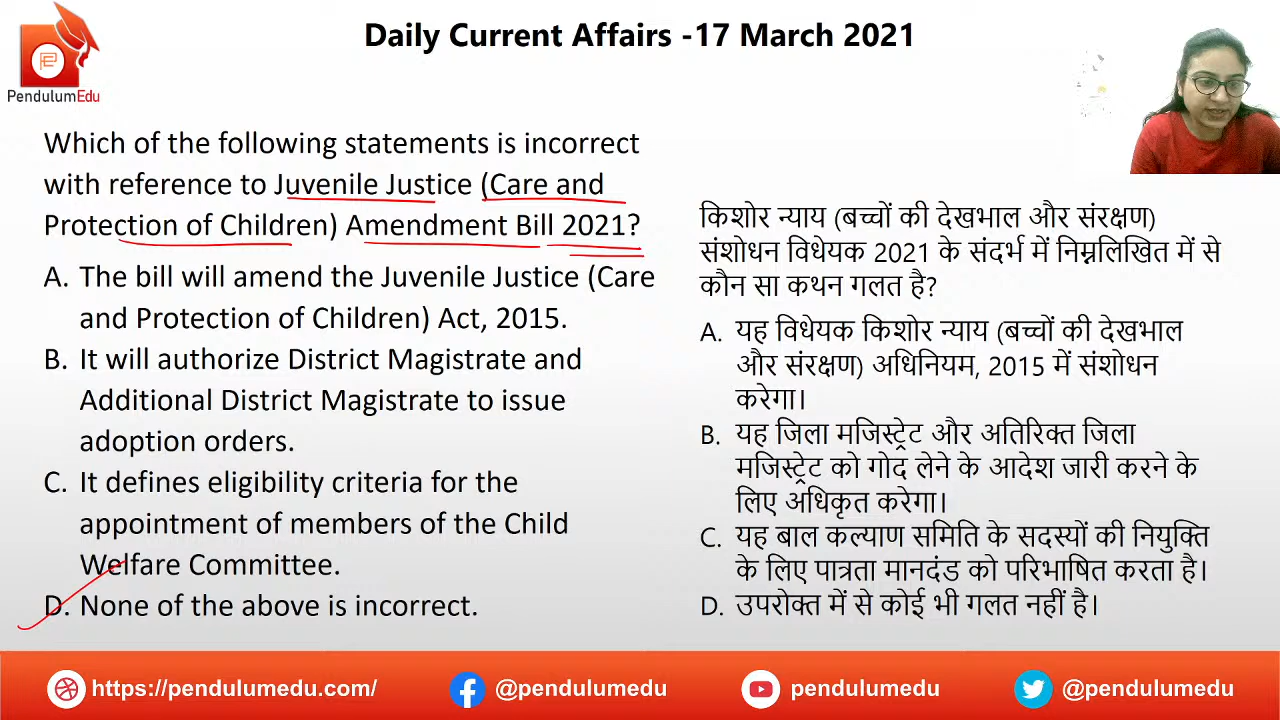 Daily Current Affairs -17 March 2021
PendulumEdu
Which of the following statements is incorrect
with reference to Juvenile Justice (Care and
Protection of Children) Amendment Bill 2021?
A. The bill will amend the Juvenile Justice (Care
and Protection of Children) Act, 2015.
B. It will authorize District Magistrate and
Additional District Magistrate to issue
adoption orders.
C. It defines eligibility criteria for the
appointment of members of the Child
Welfare Committee.
D. None of the above is incorrect.
किशोर न्याय (बच्चों की देखभाल और संरक्षण)
संशोधन विधेयक 2021 के संदर्भ में निम्नलिखित में से
कौन सा कथन गलत है?
A. यह विधेयक किशोर न्याय (बच्चों की देखभाल
और संरक्षण) अधिनियम, 2015 में संशोधन
करेगा।
B. यह जिला मजिस्ट्रेट और अतिरिक्त जिला
मजिस्ट्रेट को गोद लेने के आदेश जारी करने के
लिए अधिकृत करेगा।
C. यह बाल कल्याण समिति के सदस्यों की नियुक्ति
के लिए पात्रता मानदंड को परिभाषित करता है।
D. उपरोक्त में से कोई भी गलत नहीं है।
https://pendulumedu.com/
@pendulumedu
pendulumedu
@pendulumedu